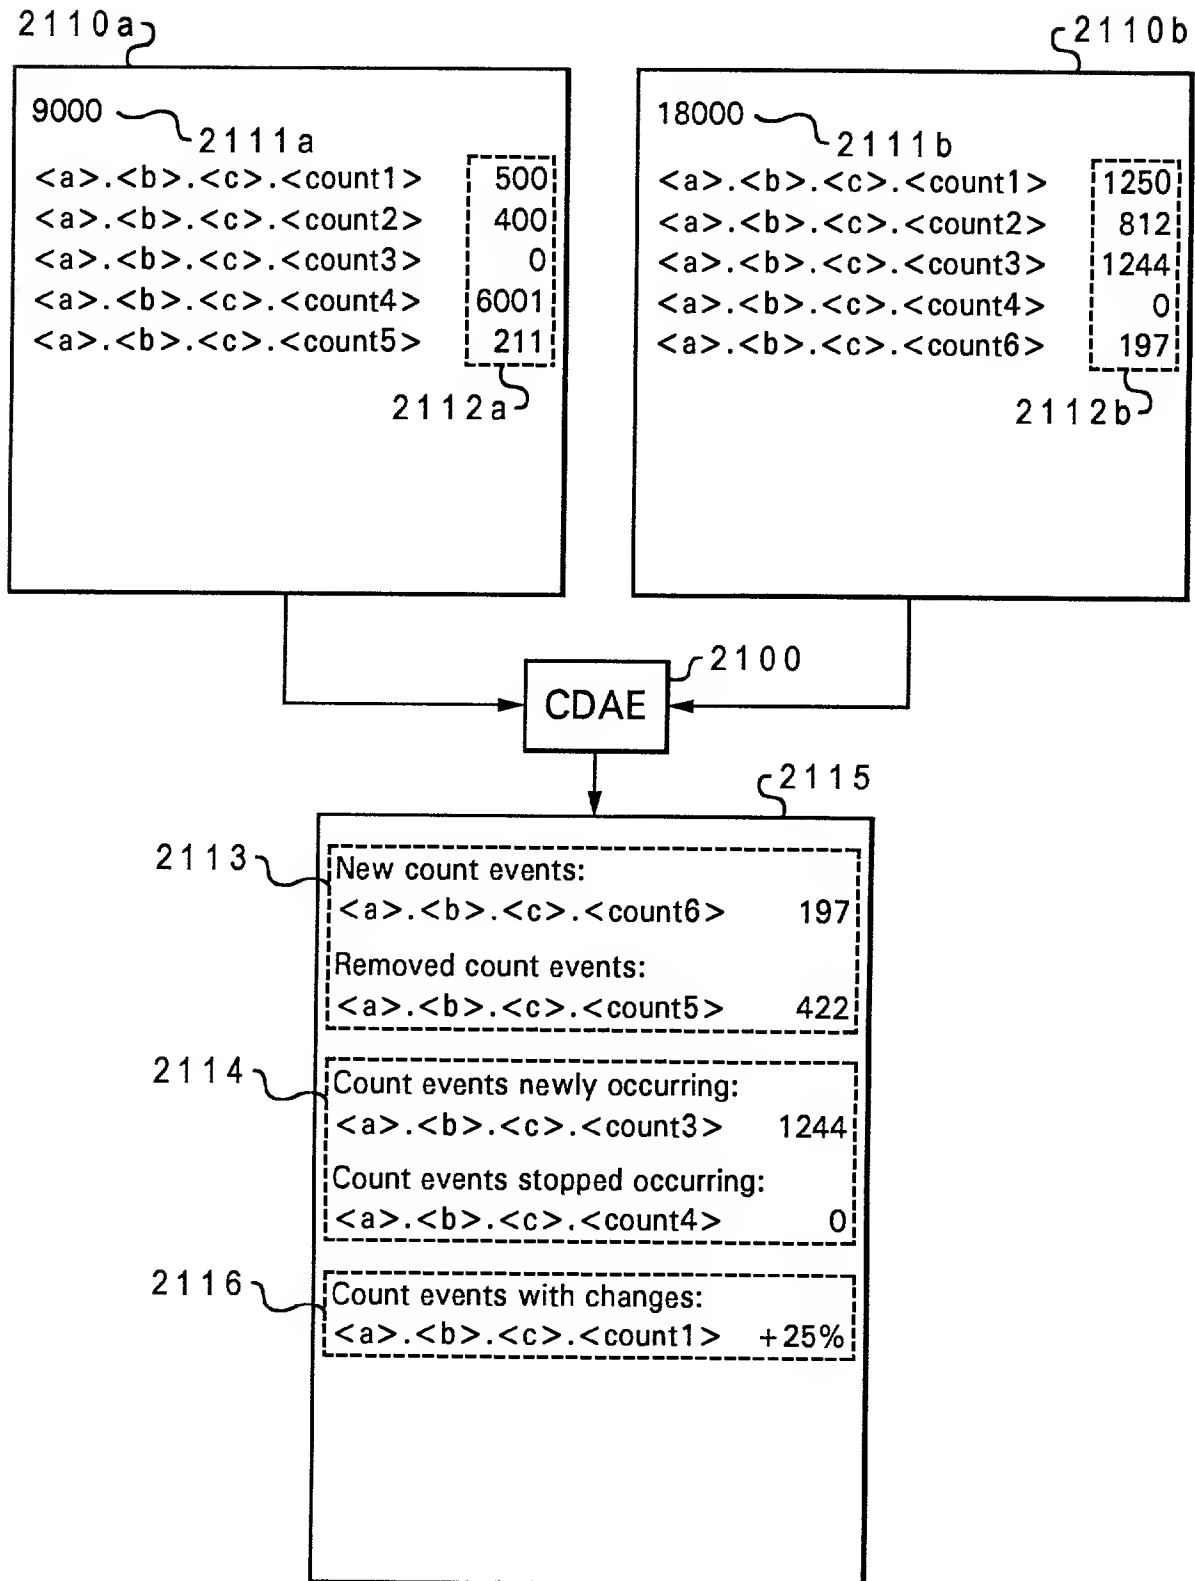 2110a
9000
2111a
<a>.<b>.<c>.<count1> 500
<a>.<b>.<c>.<count2> 400
<a>.<b>.<c>.<count3> 0
<a>.<b>.<c>.<count4> 6001
<a>.<b>.<c>.<count5> 211
2112a
2110b
18000
2111b
<a>.<b>.<c>.<count1> 1250
<a>.<b>.<c>.<count2> 812
<a>.<b>.<c>.<count3> 1244
<a>.<b>.<c>.<count4> 0
<a>.<b>.<c>.<count6> 197
2112b
2100
CDAE
2115
2113
New count events:
<a>.<b>.<c>.<count6> 197
Removed count events:
<a>.<b>.<c>.<count5> 422
2114
Count events newly occurring:
<a>.<b>.<c>.<count3> 1244
Count events stopped occurring:
<a>.<b>.<c>.<count4> 0
2116
Count events with changes:
<a>.<b>.<c>.<count1> +25%